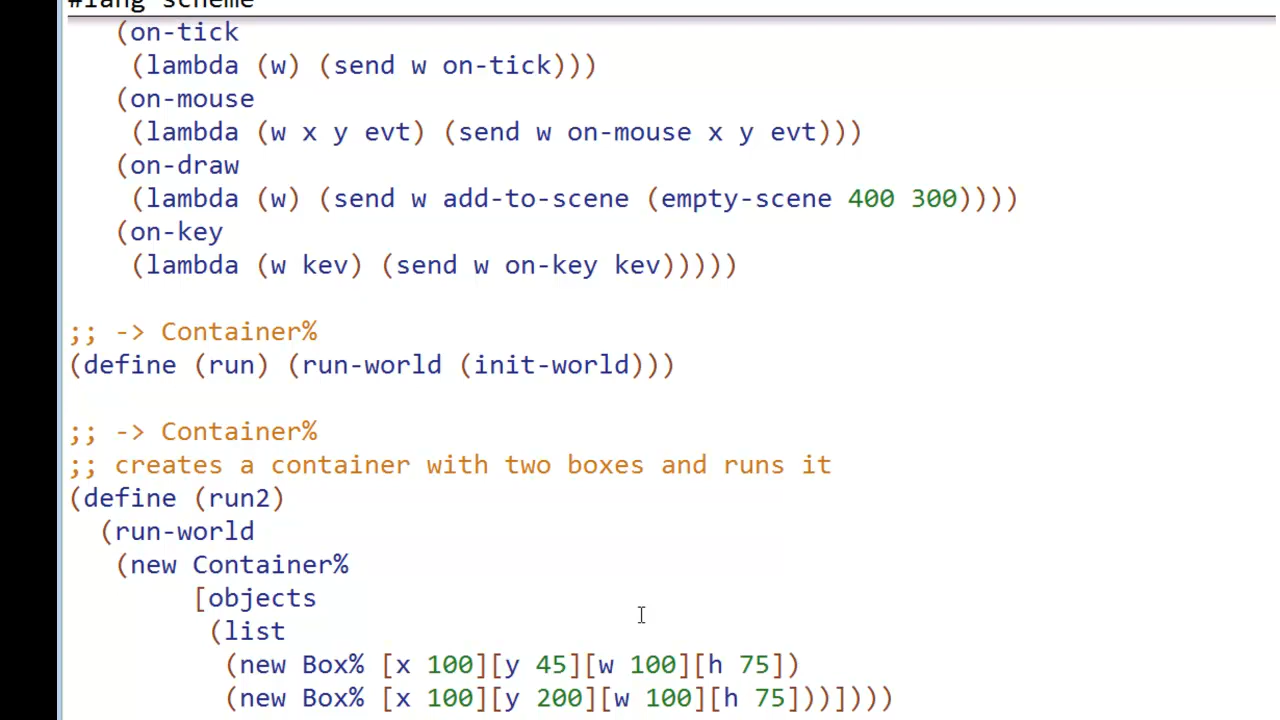 #lang scheme
(on-tick
(lambda (w) (send w on-tick)))
(on-mouse
(lambda (w x y evt) (send w on-mouse x y evt)))
(on-draw
(lambda (w) (send w add-to-scene (empty-scene 400 300))))
(on-key
(lambda (w kev) (send w on-key kev)))))
;; -> Container%
(define (run) (run-world (init-world)))
;; -> Container%
;; creates a container with two boxes and runs it
(define (run2)
(run-world
(new Container%
[objects
(list
(new Box% [x 100][y 45][w 100][h 75])
(new Box% [x 100][y 200][w 100][h 75]))])))